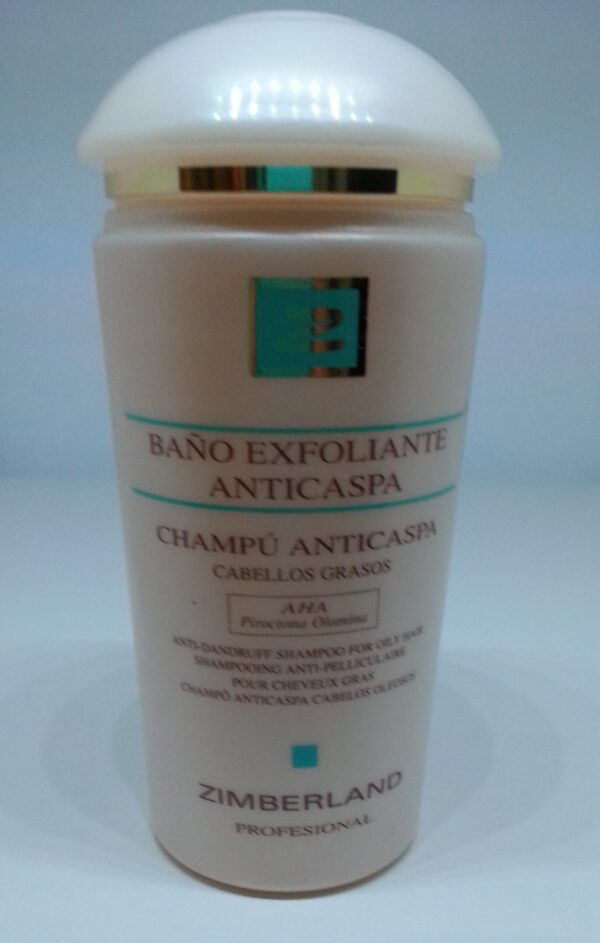 BAÑO EXFOLIANTE
ANTICASPA
CHAMPÚ ANTICASPA
CABELLOS GRASOS
AHA
Piroctona Olamina
ANTI-DANDRUFF SHAMPOO FOR OILY HAIR
SHAMPOOING ANTI-PELLICULAIRE
POUR CHEVEUX GRAS
CHAMPÔ ANTICASPA CABELOS OLEOSOS
ZIMBERLAND
PROFESIONAL